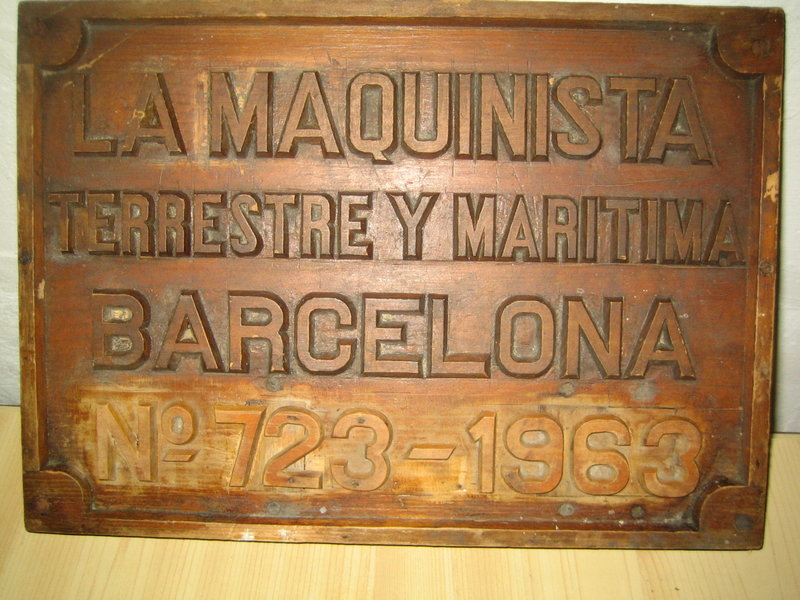 LA MAQUINISTA
TERRESTRE Y MARITIMA
BARCELONA
Nº 723-1963